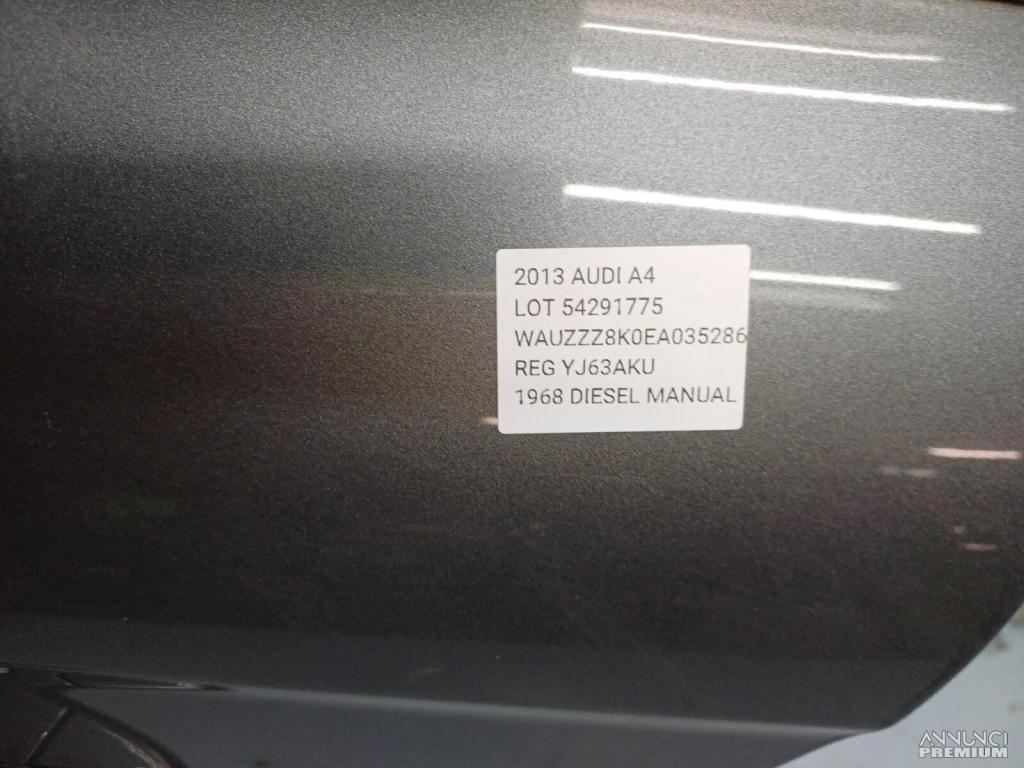 2013 AUDI A4
LOT 54291775
WAUZZZ8K0EA035286
REG YJ63AKU
1968 DIESEL MANUAL
ANNUNCI
PREMIUM